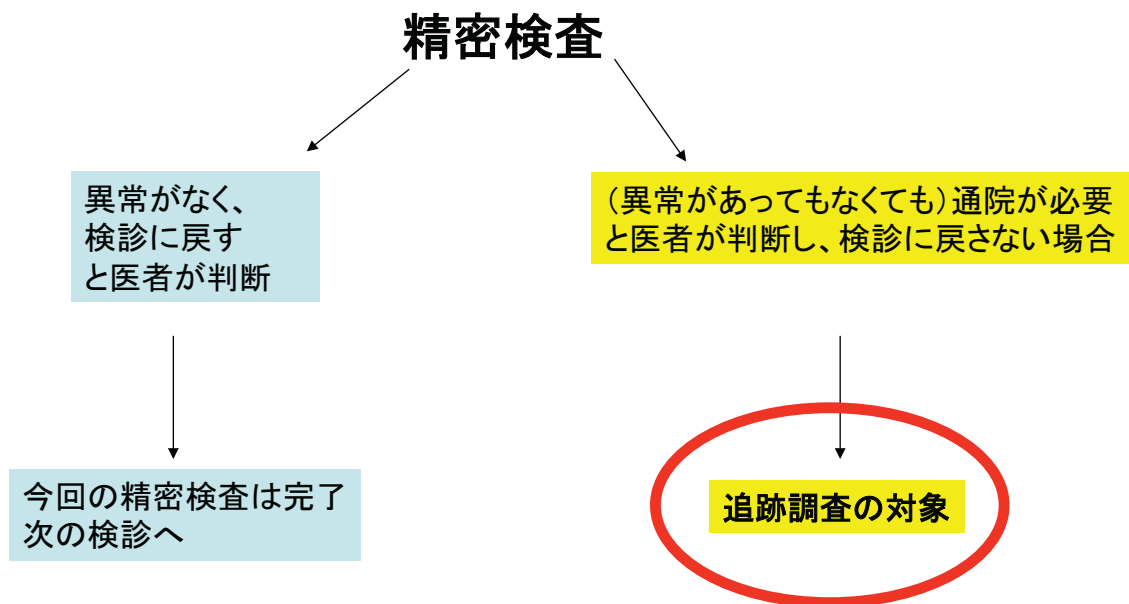 精密検査
異常がなく、
検診に戻す
と医者が判断
（異常があってもなくても）通院が必要
と医者が判断し、検診に戻さない場合
今回の精密検査は完了
次の検診へ
追跡調査の対象